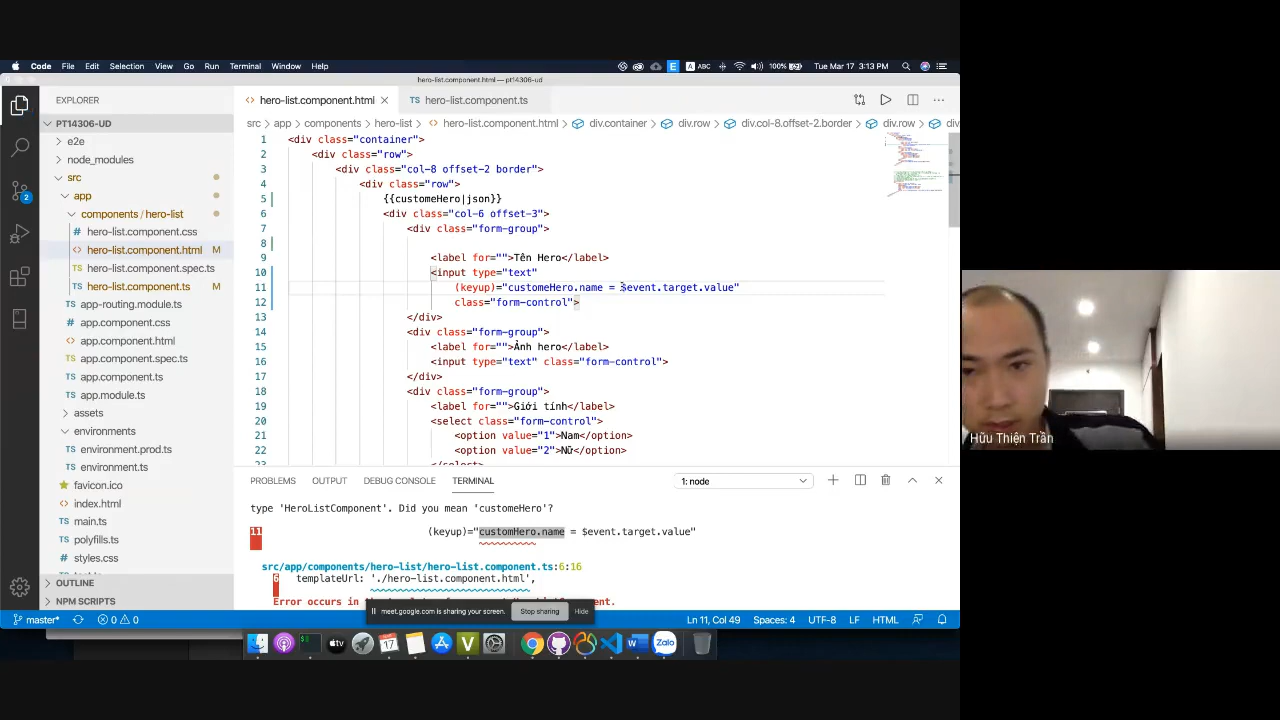 Code File Edit Selection View Go Run Terminal Window Help ABC 100% Tue Mar 17 3:13 PM
hero-list.component.html — pt14306-ud
EXPLORER
PT14306-UD
e2e
node_modules
src
app
components / hero-list
hero-list.component.css
hero-list.component.html M
hero-list.component.spec.ts
hero-list.component.ts M
app-routing.module.ts
app.component.css
app.component.html
app.component.spec.ts
app.component.ts
app.module.ts
assets
environments
environment.prod.ts
environment.ts
favicon.ico
index.html
main.ts
polyfills.ts
styles.css
OUTLINE
NPM SCRIPTS
2
hero-list.component.html hero-list.component.ts
src > app > components > hero-list > hero-list.component.html > div.container > div.row > div.col-8.offset-2.border > div.row >
1 <div class="container">
2 <div class="row">
3 <div class="col-8 offset-2 border">
4 <div class="row">
5 {{customeHero|json}}
6 <div class="col-6 offset-3">
7 <div class="form-group">
8
9 <label for="">Tên Hero</label>
10 <input type="text"
11 (keyup)="customeHero.name = $event.target.value"
12 class="form-control">
13 </div>
14 <div class="form-group">
15 <label for="">Ảnh hero</label>
16 <input type="text" class="form-control">
17 </div>
18 <div class="form-group">
19 <label for="">Giới tính</label>
20 <select class="form-control">
21 <option value="1">Nam</option>
22 <option value="2">Nữ</option>
23 </select>
PROBLEMS OUTPUT DEBUG CONSOLE TERMINAL 1: node
type 'HeroListComponent'. Did you mean 'customeHero'?
11 (keyup)="customHero.name = $event.target.value"
src/app/components/hero-list/hero-list.component.ts:6:16
6 templateUrl: './hero-list.component.html',
Error occurs in
meet.google.com is sharing your screen. Stop sharing Hide
master* 0 0 Ln 11, Col 49 Spaces: 4 UTF-8 LF HTML
tv 17 V W Zalo
Hữu Thiện Trần